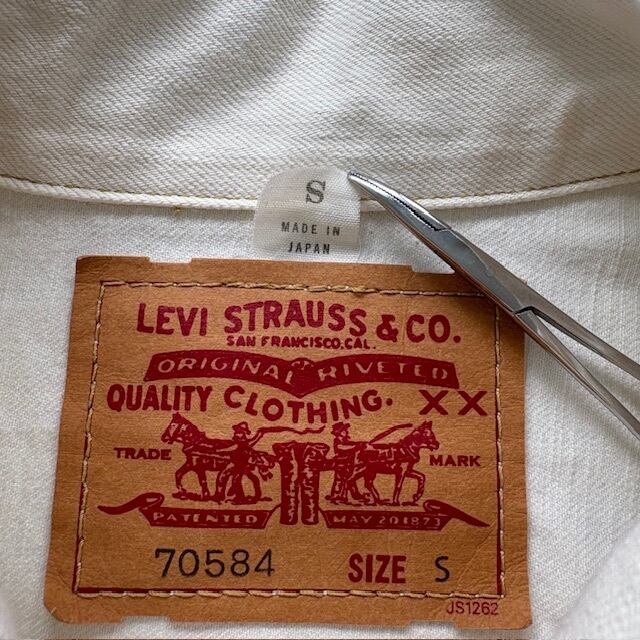 S
MADE IN
JAPAN
LEVI STRAUSS & CO.
SAN FRANCISCO, CAL.
ORIGINAL RIVETED
QUALITY CLOTHING. XX
TRADE MARK
PATENTED MAY 20 1873
70584 SIZE S
JS1262